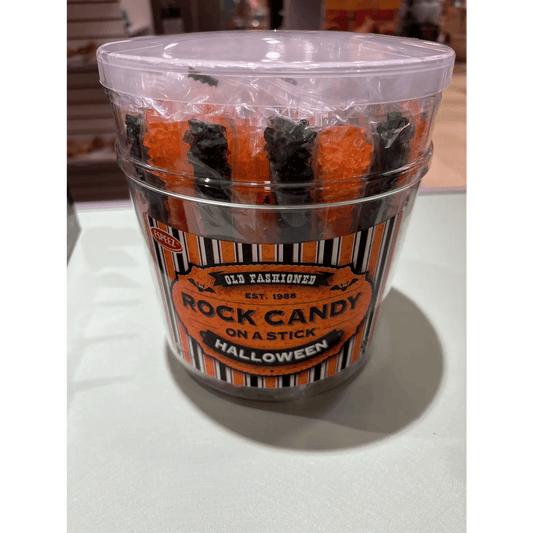 ESPEEZ
OLD FASHIONED
EST. 1988
ROCK CANDY
ON A STICK
HALLOWEEN